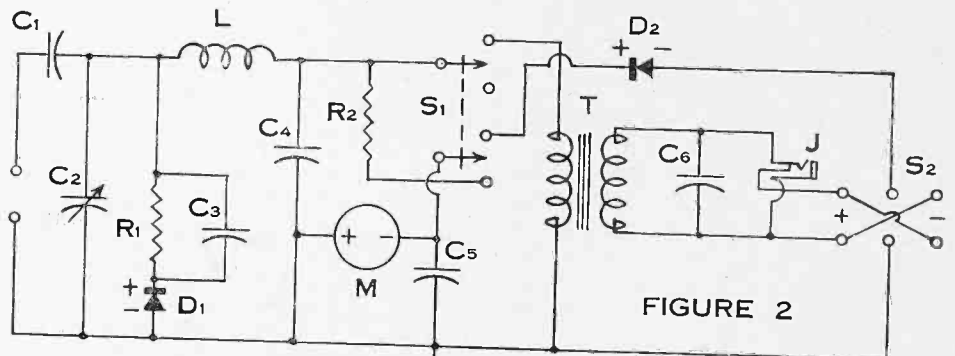 C1
L
D2
+ -
R2
S1
T
C4
C2
C6
J
S2
R1
C3
+ -
+ -
C5
M
+
-
D1
FIGURE 2